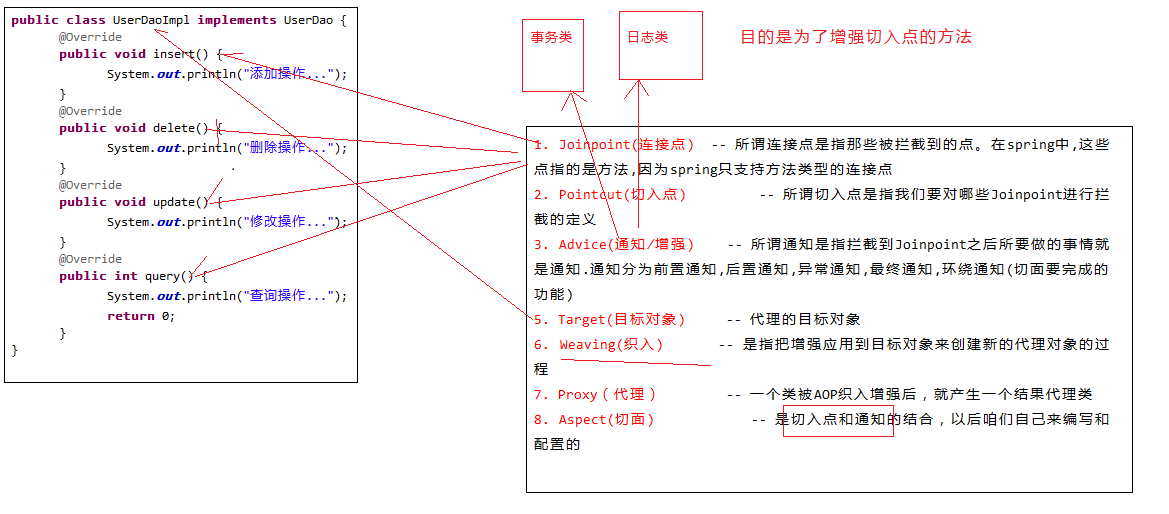 public class UserDaoImpl implements UserDao {
@Override
public void insert() {
System.out.println("添加操作...");
}
@Override
public void delete() {
System.out.println("删除操作...");
}
@Override
public void update() {
System.out.println("修改操作...");
}
@Override
public int query() {
System.out.println("查询操作...");
return 0;
}
}
事务类
日志类
目的是为了增强切入点的方法
1. Joinpoint(连接点) -- 所谓连接点是指那些被拦截到的点。在spring中,这些
点指的是方法,因为spring只支持方法类型的连接点
2. Pointcut(切入点) -- 所谓切入点是指我们要对哪些Joinpoint进行拦
截的定义
3. Advice(通知/增强) -- 所谓通知是指拦截到Joinpoint之后所要做的事情就
是通知.通知分为前置通知,后置通知,异常通知,最终通知,环绕通知(切面要完成的
功能)
5. Target(目标对象) -- 代理的目标对象
6. Weaving(织入) -- 是指把增强应用到目标对象来创建新的代理对象的过
程
7. Proxy（代理） -- 一个类被AOP织入增强后，就产生一个结果代理类
8. Aspect(切面) -- 是切入点和通知的结合，以后咱们自己来编写和
配置的